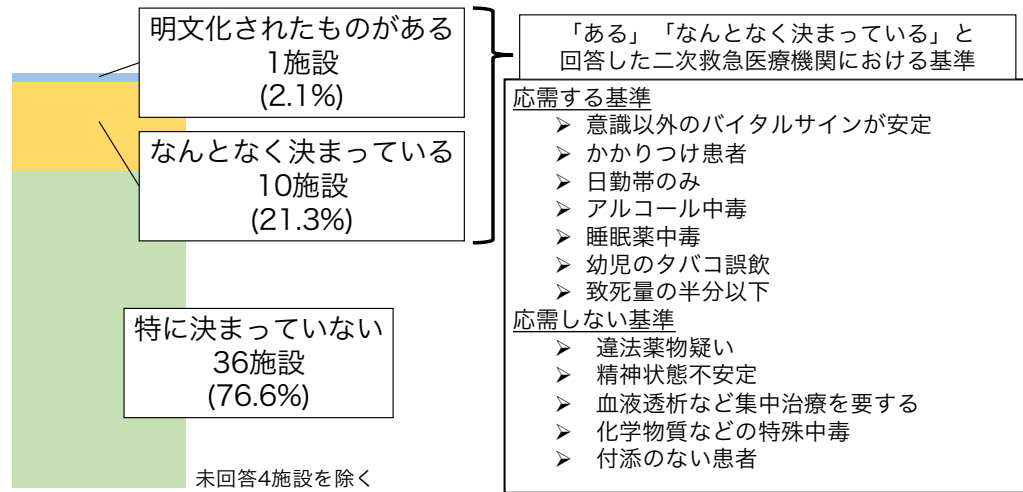 明文化されたものがある
1施設
(2.1%)
なんとなく決まっている
10施設
(21.3%)
特に決まっていない
36施設
(76.6%)
未回答4施設を除く
「ある」「なんとなく決まっている」と
回答した二次救急医療機関における基準
応需する基準
➢ 意識以外のバイタルサインが安定
➢ かかりつけ患者
➢ 日勤帯のみ
➢ アルコール中毒
➢ 睡眠薬中毒
➢ 幼児のタバコ誤飲
➢ 致死量の半分以下
応需しない基準
➢ 違法薬物疑い
➢ 精神状態不安定
➢ 血液透析など集中治療を要する
➢ 化学物質などの特殊中毒
➢ 付添のない患者